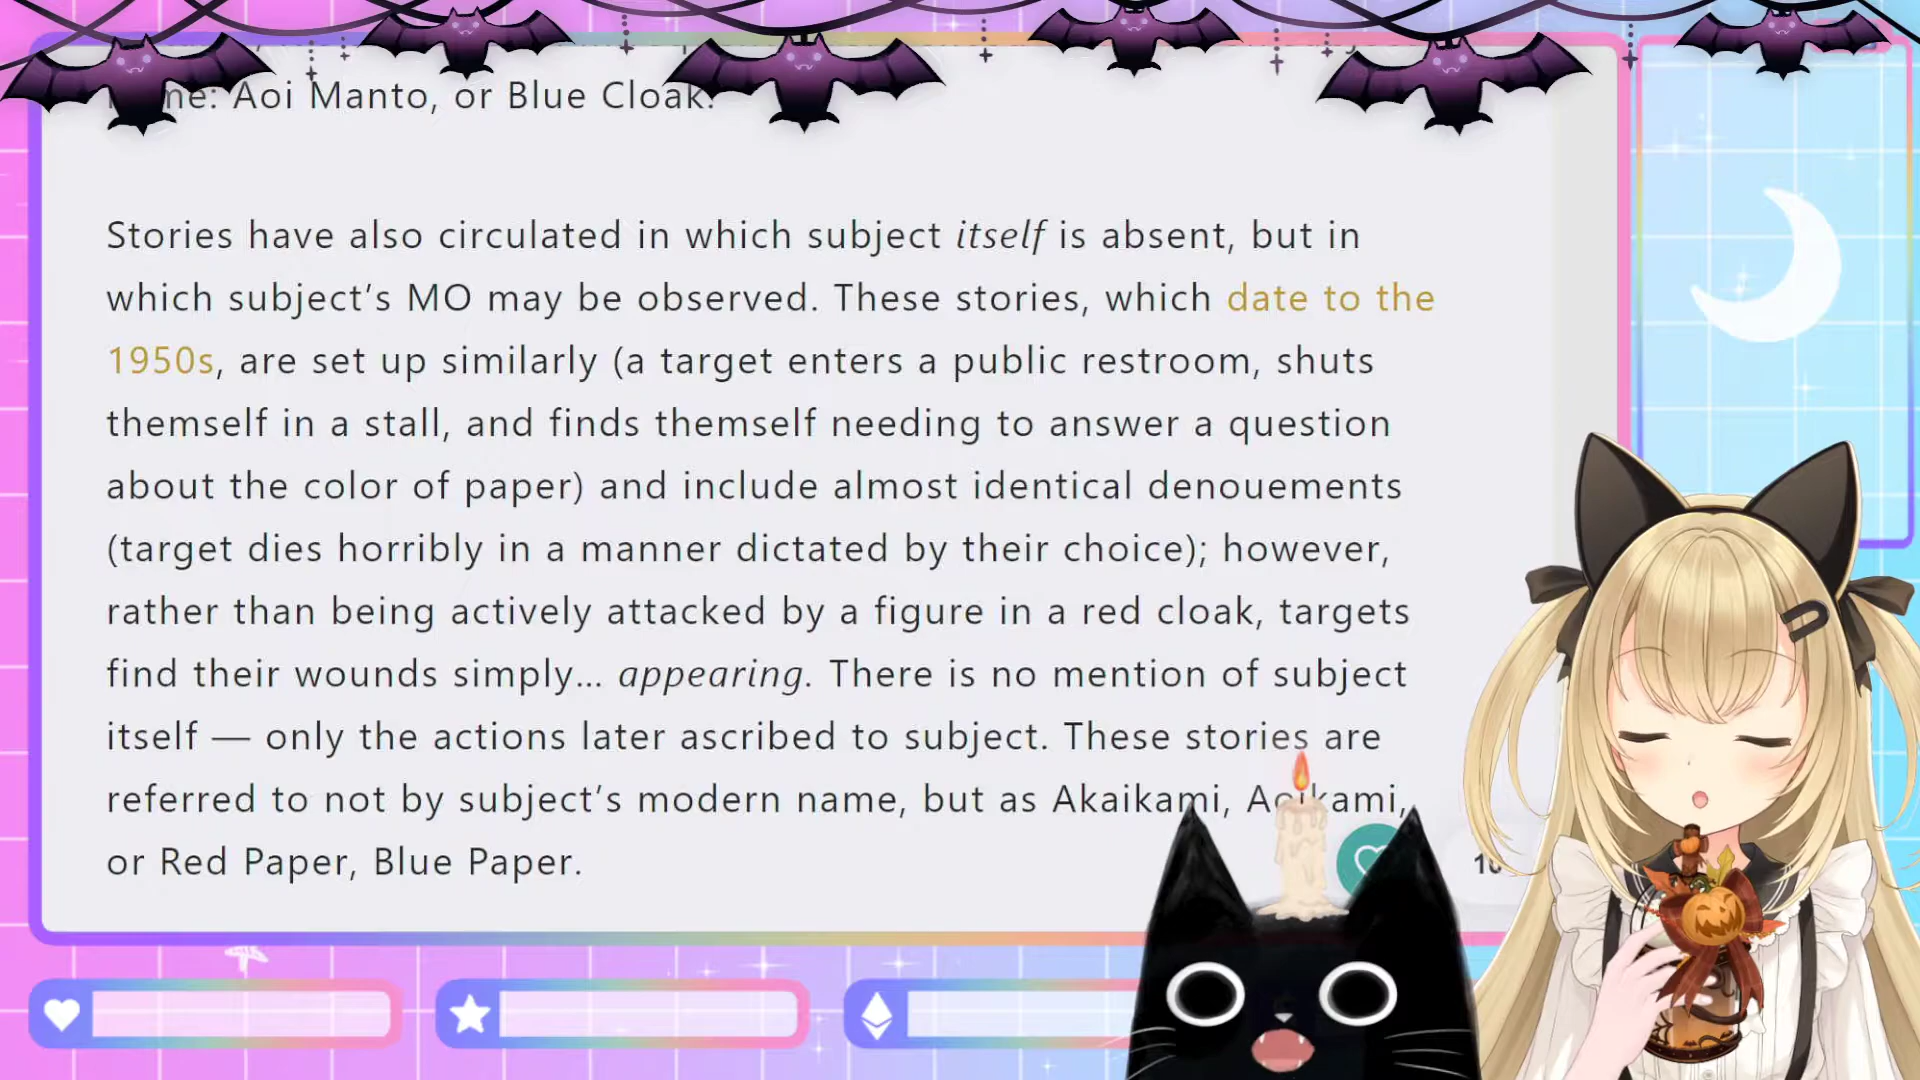 me: Aoi Manto, or Blue Cloak.
Stories have also circulated in which subject itself is absent, but in
which subject’s MO may be observed. These stories, which date to the
1950s, are set up similarly (a target enters a public restroom, shuts
themself in a stall, and finds themself needing to answer a question
about the color of paper) and include almost identical denouements
(target dies horribly in a manner dictated by their choice); however,
rather than being actively attacked by a figure in a red cloak, targets
find their wounds simply… appearing. There is no mention of subject
itself — only the actions later ascribed to subject. These stories are
referred to not by subject’s modern name, but as Akaikami, Aoikami,
or Red Paper, Blue Paper.